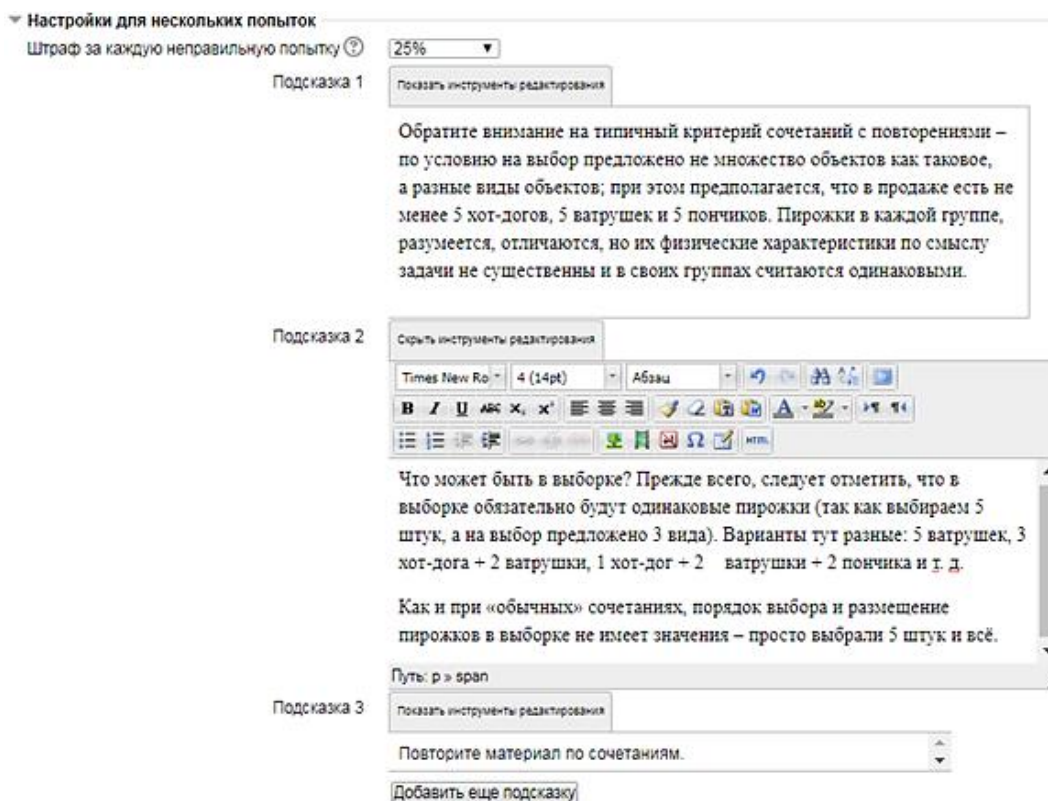 Настройки для нескольких попыток
Штраф за каждую неправильную попытку ? 25%
Подсказка 1
Показать инструменты редактирования
Обратите внимание на типичный критерий сочетаний с повторениями –
по условию на выбор предложено не множество объектов как таковое,
а разные виды объектов; при этом предполагается, что в продаже есть не
менее 5 хот-догов, 5 ватрушек и 5 пончиков. Пирожки в каждой группе,
разумеется, отличаются, но их физические характеристики по смыслу
задачи не существенны и в своих группах считаются одинаковыми.
Подсказка 2
Скрыть инструменты редактирования
Times New Ro 4 (14pt) Абзац
B I U ABC X₂ X²
Ω HTML
Что может быть в выборке? Прежде всего, следует отметить, что в
выборке обязательно будут одинаковые пирожки (так как выбираем 5
штук, а на выбор предложено 3 вида). Варианты тут разные: 5 ватрушек, 3
хот-дога + 2 ватрушки, 1 хот-дог + 2 ватрушки + 2 пончика и т. д.
Как и при «обычных» сочетаниях, порядок выбора и размещение
пирожков в выборке не имеет значения – просто выбрали 5 штук и всё.
Путь: p » span
Подсказка 3
Показать инструменты редактирования
Повторите материал по сочетаниям.
Добавить еще подсказку